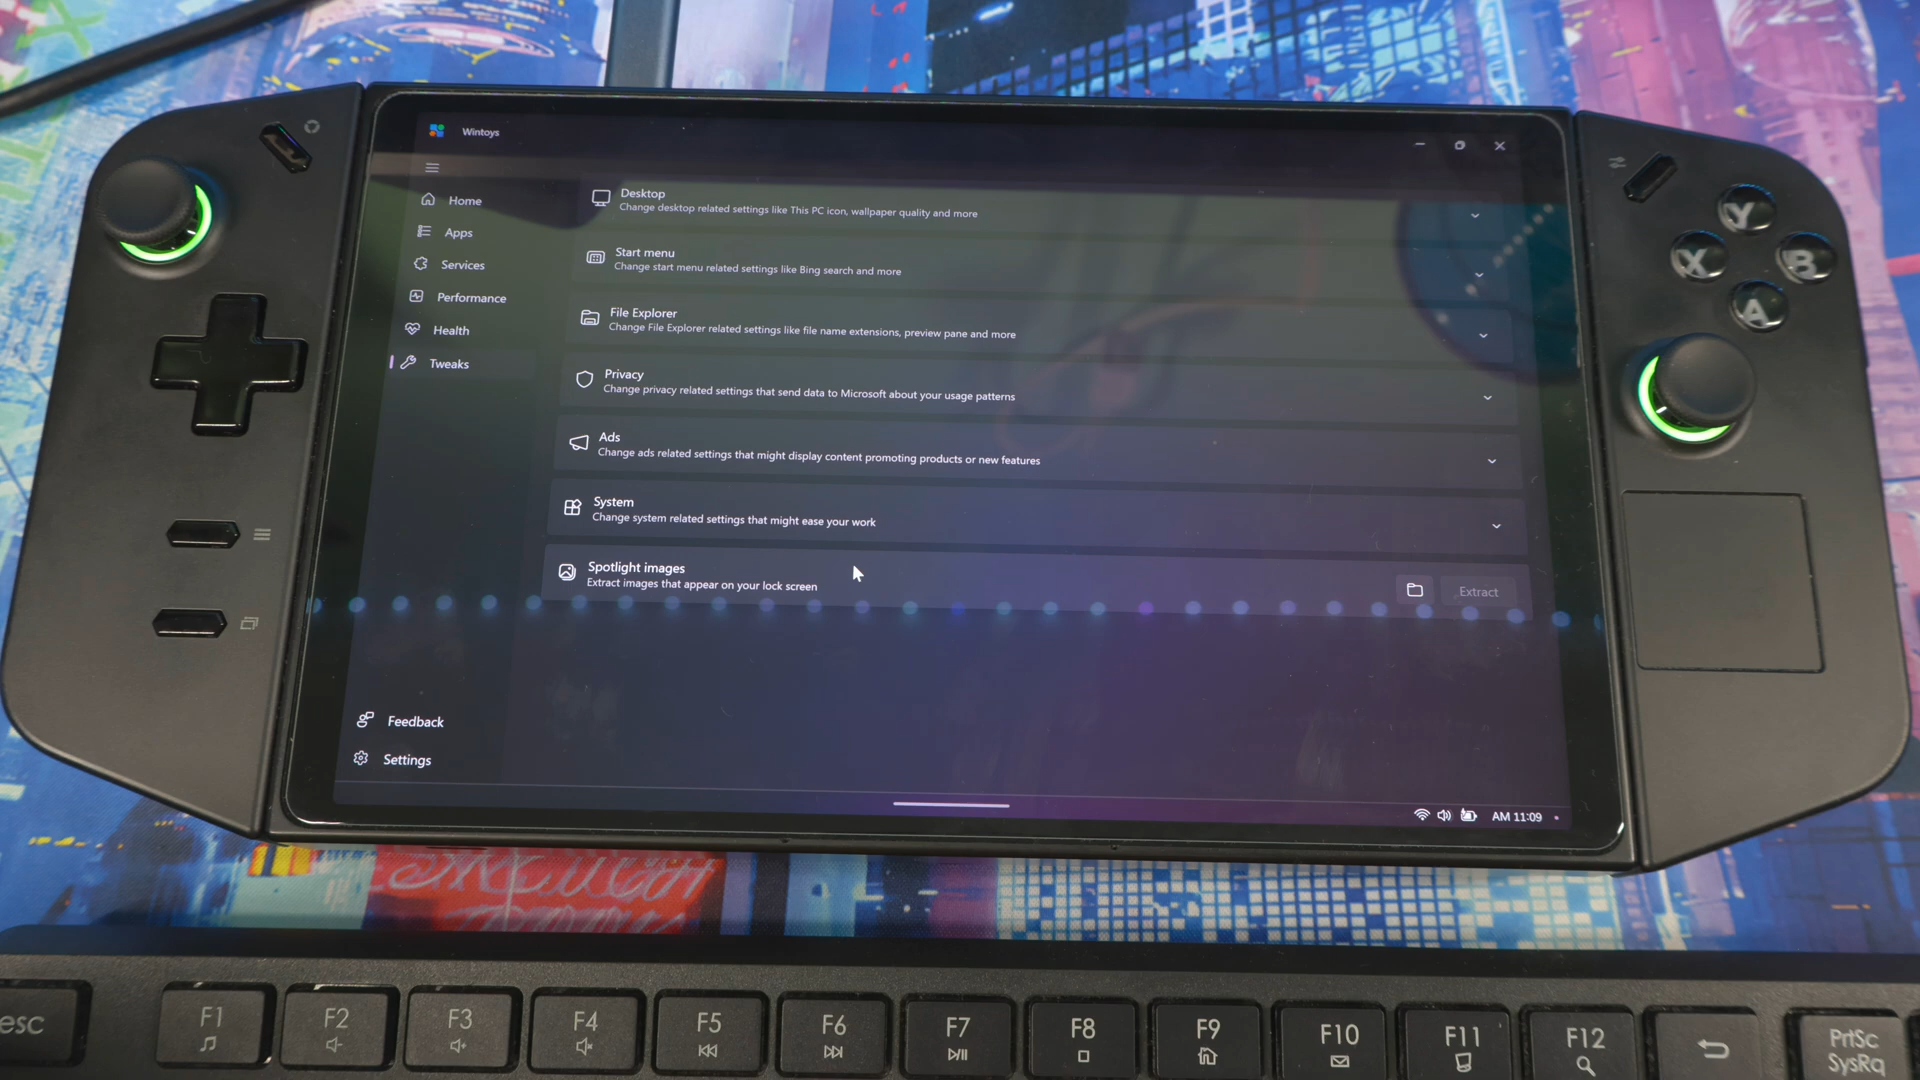 Wintoys
Home
Apps
Services
Performance
Health
Tweaks
Desktop
Change desktop related settings like This PC icon, wallpaper quality and more
Start menu
Change start menu related settings like Bing search and more
File Explorer
Change File Explorer related settings like file name extensions, preview pane and more
Privacy
Change privacy related settings that send data to Microsoft about your usage patterns
Ads
Change ads related settings that might display content promoting products or new features
System
Change system related settings that might ease your work
Spotlight images
Extract images that appear on your lock screen
Extract
Feedback
Settings
AM 11:09
Y
X
B
A
esc
F1
F2
F3
F4
F5
F6
F7
F8
F9
F10
F11
F12
PrtSc
SysRq